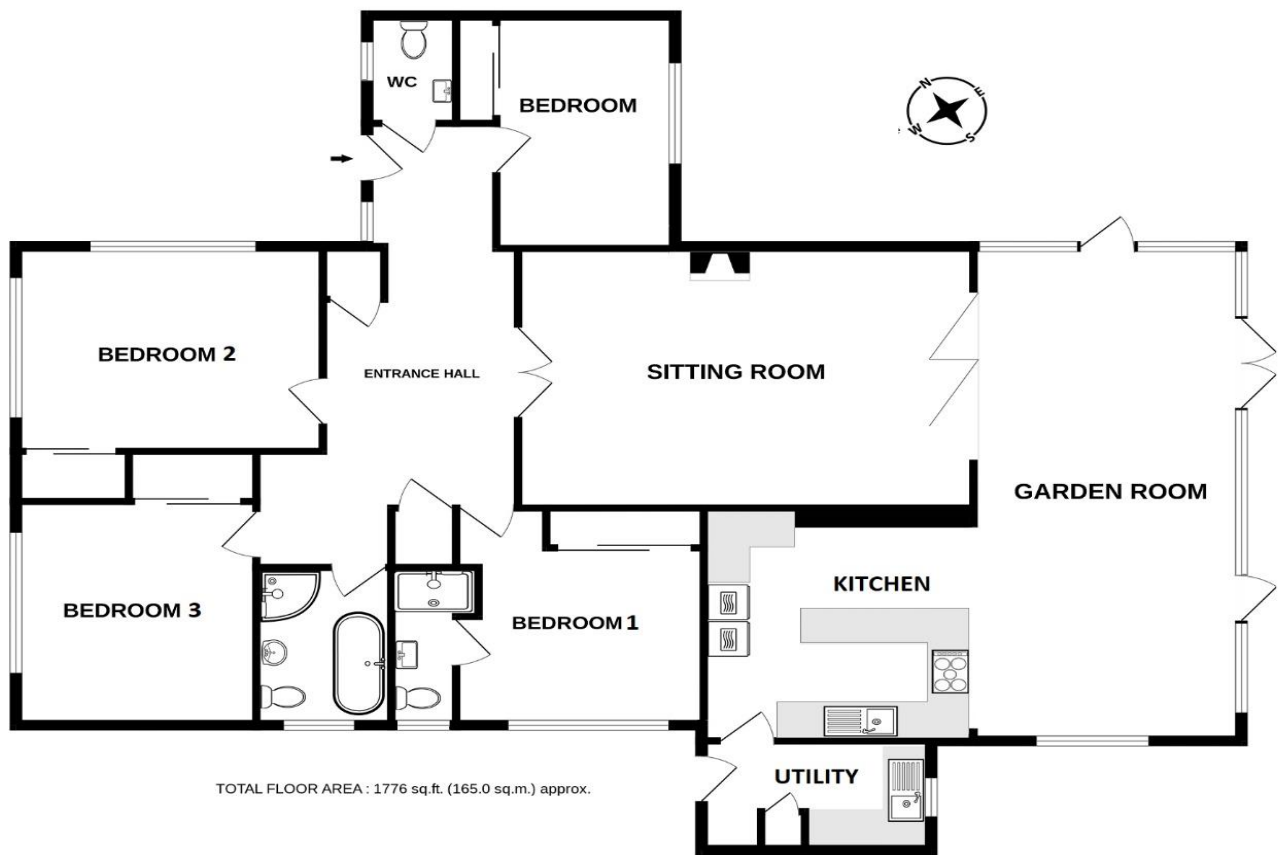 WC
BEDROOM
N
E
W
S
BEDROOM 2
ENTRANCE HALL
SITTING ROOM
GARDEN ROOM
KITCHEN
BEDROOM 3
BEDROOM 1
UTILITY
TOTAL FLOOR AREA : 1776 sq.ft. (165.0 sq.m.) approx.